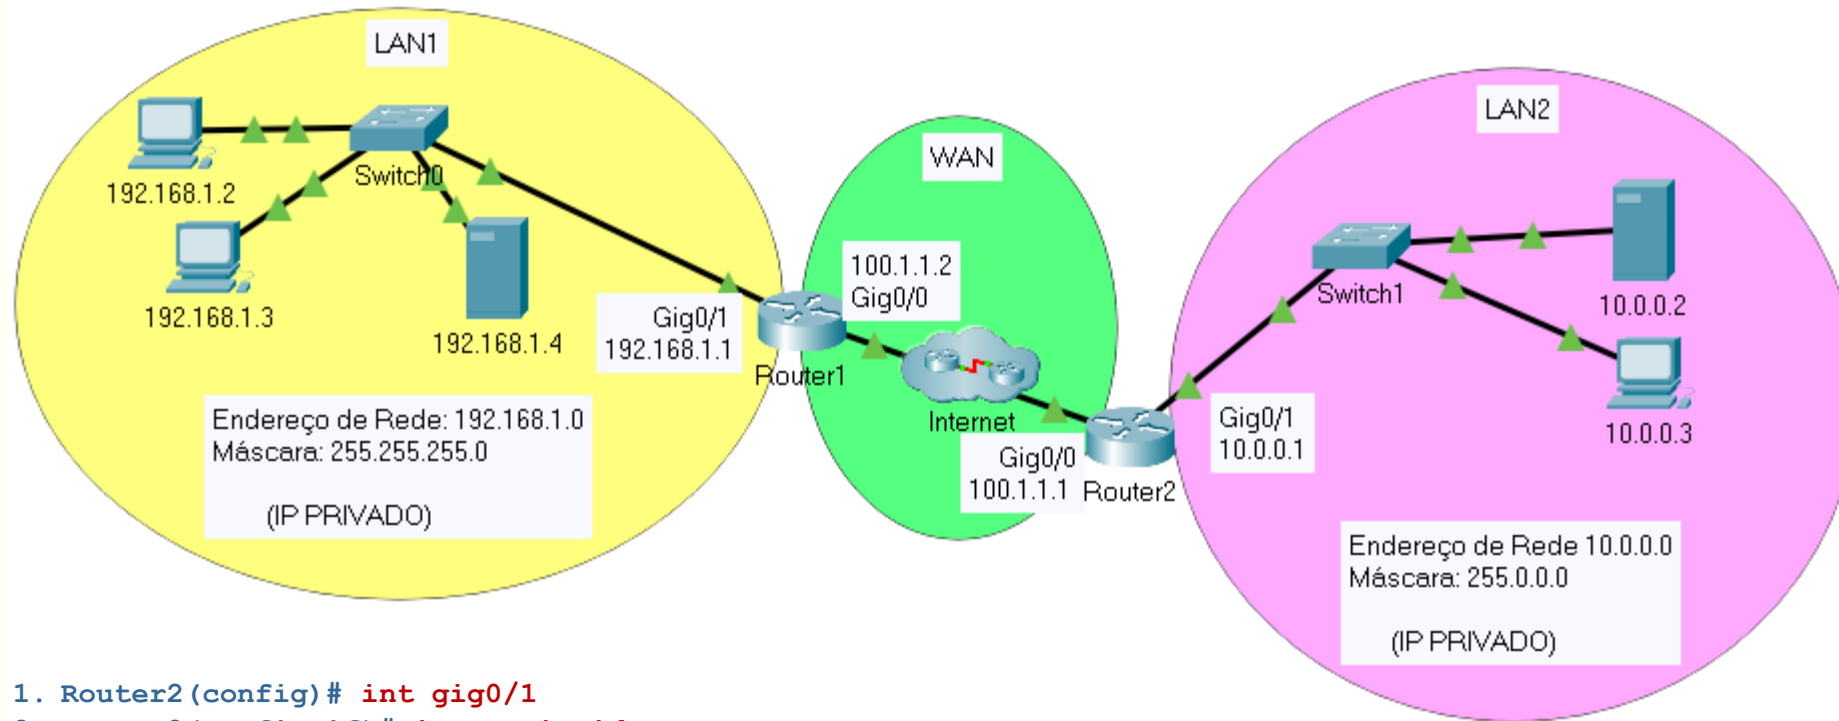 LAN1
192.168.1.2
Switch0
192.168.1.3
192.168.1.4
Gig0/1
192.168.1.1
Router1
Endereço de Rede: 192.168.1.0
Máscara: 255.255.255.0
(IP PRIVADO)
WAN
100.1.1.2
Gig0/0
Internet
Gig0/0
100.1.1.1
Router2
LAN2
Switch1
10.0.0.2
10.0.0.3
Gig0/1
10.0.0.1
Endereço de Rede 10.0.0.0
Máscara: 255.0.0.0
(IP PRIVADO)
1. Router2(config)# int gig0/1